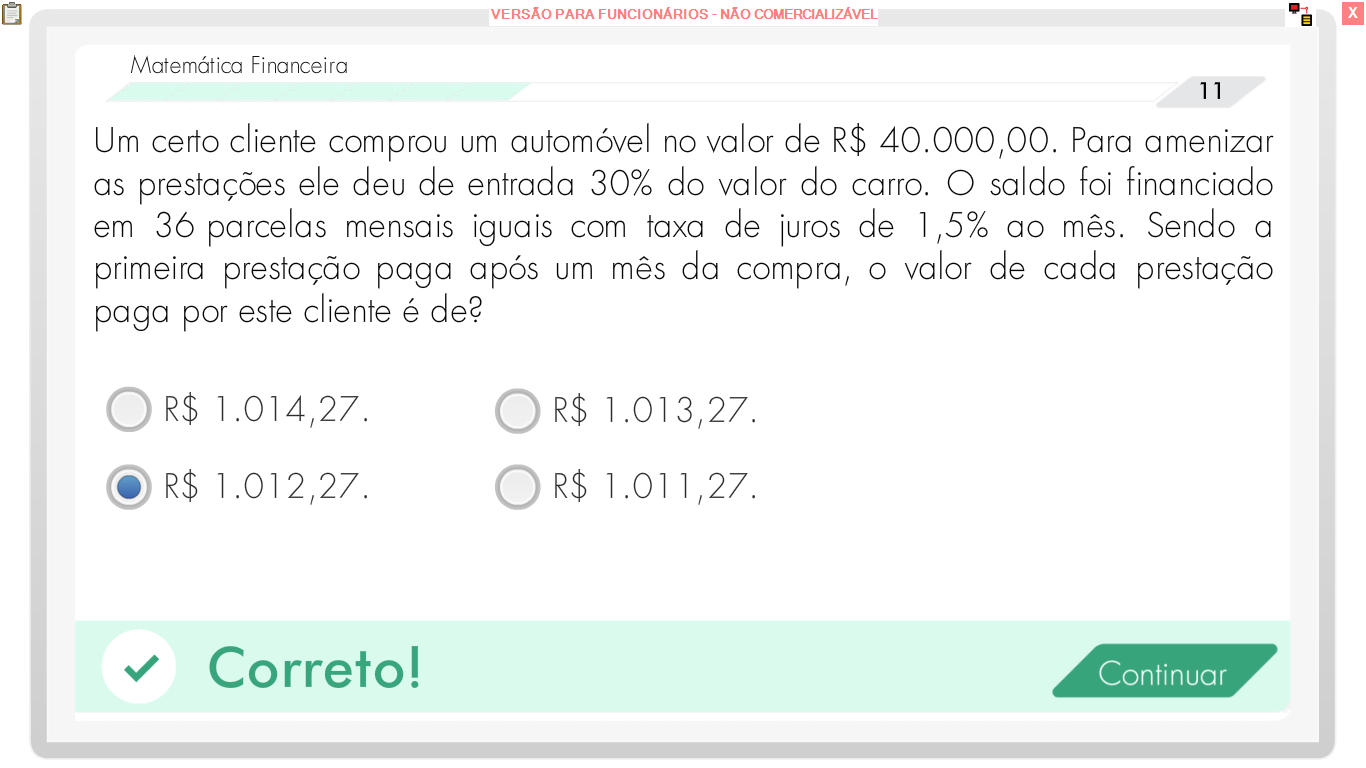 VERSÃO PARA FUNCIONÁRIOS - NÃO COMERCIALIZÁVEL
X
Matemática Financeira
11
Um certo cliente comprou um automóvel no valor de R$ 40.000,00. Para amenizar
as prestações ele deu de entrada 30% do valor do carro. O saldo foi financiado
em 36 parcelas mensais iguais com taxa de juros de 1,5% ao mês. Sendo a
primeira prestação paga após um mês da compra, o valor de cada prestação
paga por este cliente é de?
R$ 1.014,27.
R$ 1.013,27.
R$ 1.012,27.
R$ 1.011,27.
Correto!
Continuar